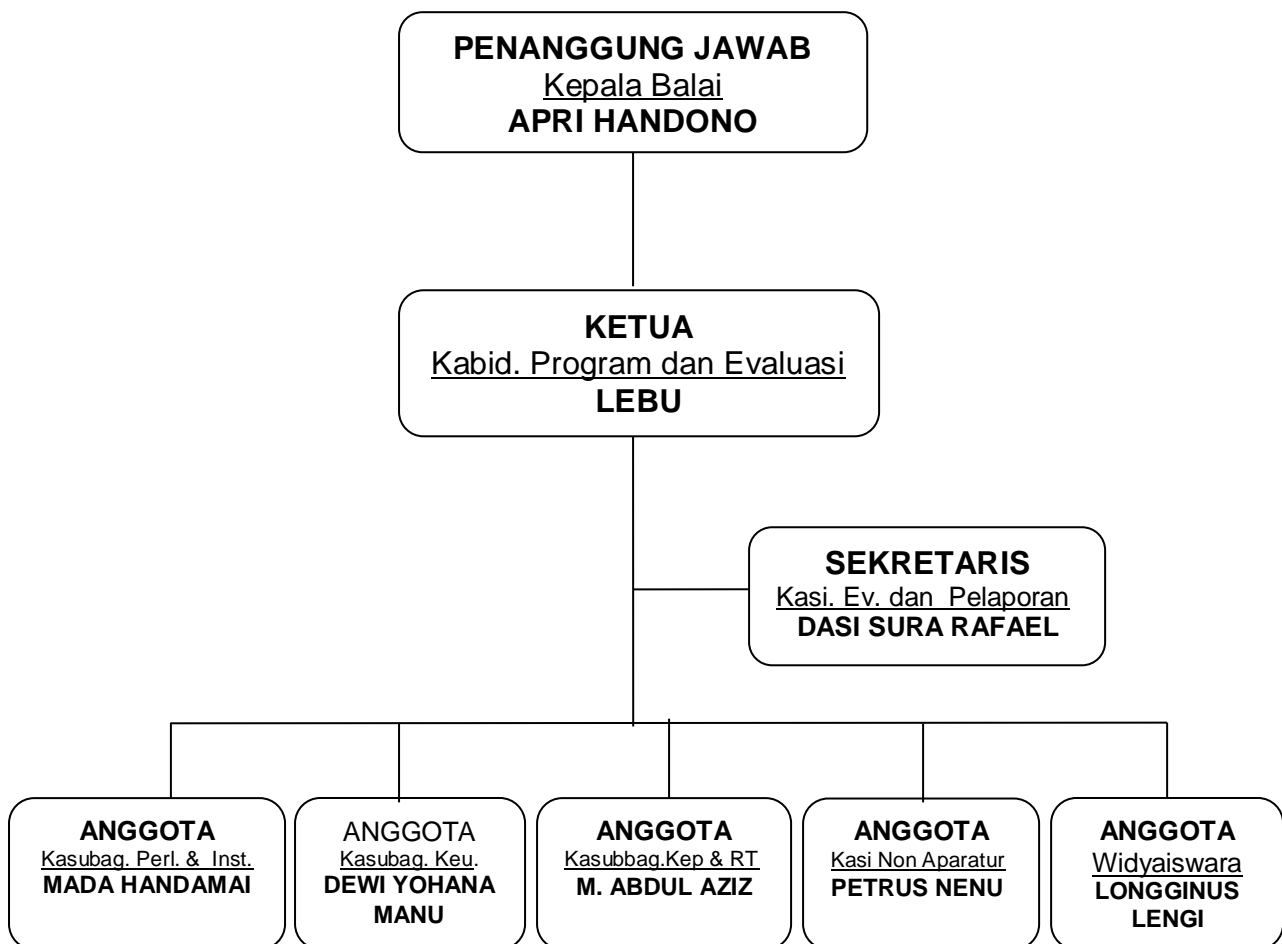 PENANGGUNG JAWAB
Kepala Balai
APRI HANDONO
KETUA
Kabid. Program dan Evaluasi
LEBU
SEKRETARIS
Kasi. Ev. dan Pelaporan
DASI SURA RAFAEL
ANGGOTA
Kasubag. Perl. & Inst.
MADA HANDAMAI
ANGGOTA
Kasubag. Keu.
DEWI YOHANA
MANU
ANGGOTA
Kasubbag.Kep & RT
M. ABDUL AZIZ
ANGGOTA
Kasi Non Aparatur
PETRUS NENU
ANGGOTA
Widyaiswara
LONGGINUS
LENGI